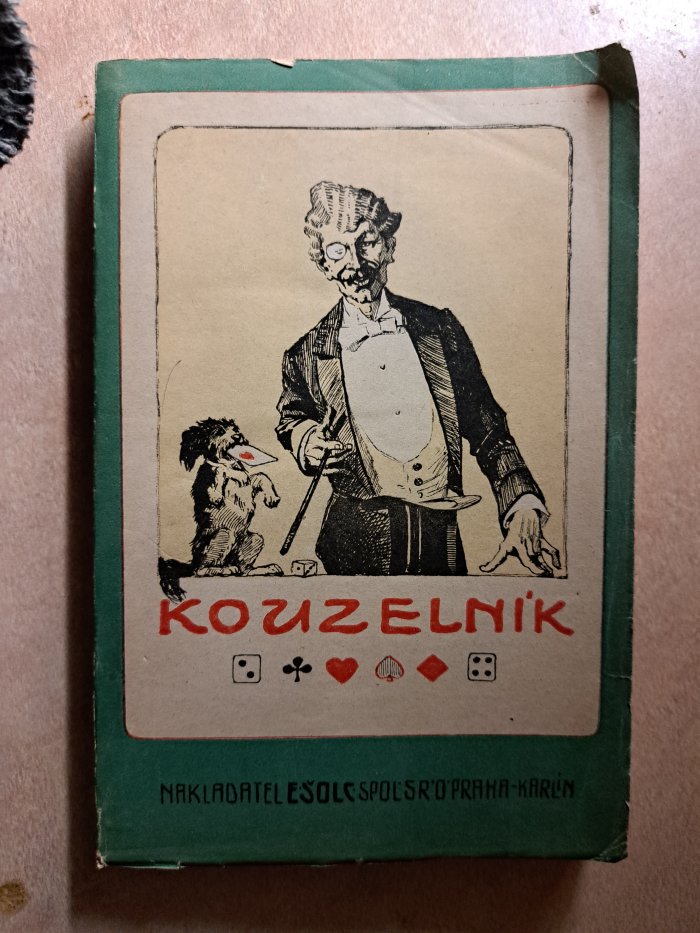 KOUZELNÍK
NAKLADATEL E·ŠOLC SPOL·S R·O·PRAHA-KARLÍN